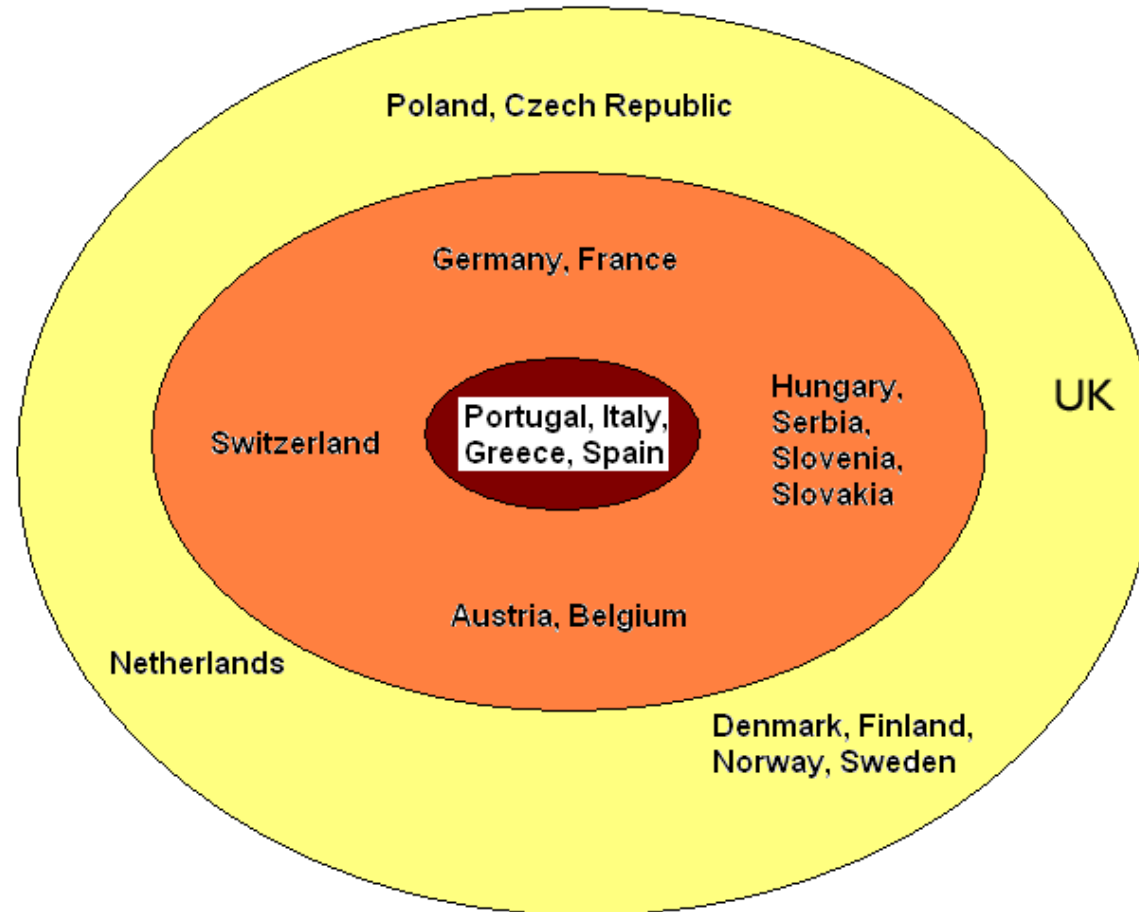 Poland, Czech Republic
Germany, France
Portugal, Italy,
Greece, Spain
Switzerland
Hungary,
Serbia,
Slovenia,
Slovakia
UK
Austria, Belgium
Netherlands
Denmark, Finland,
Norway, Sweden